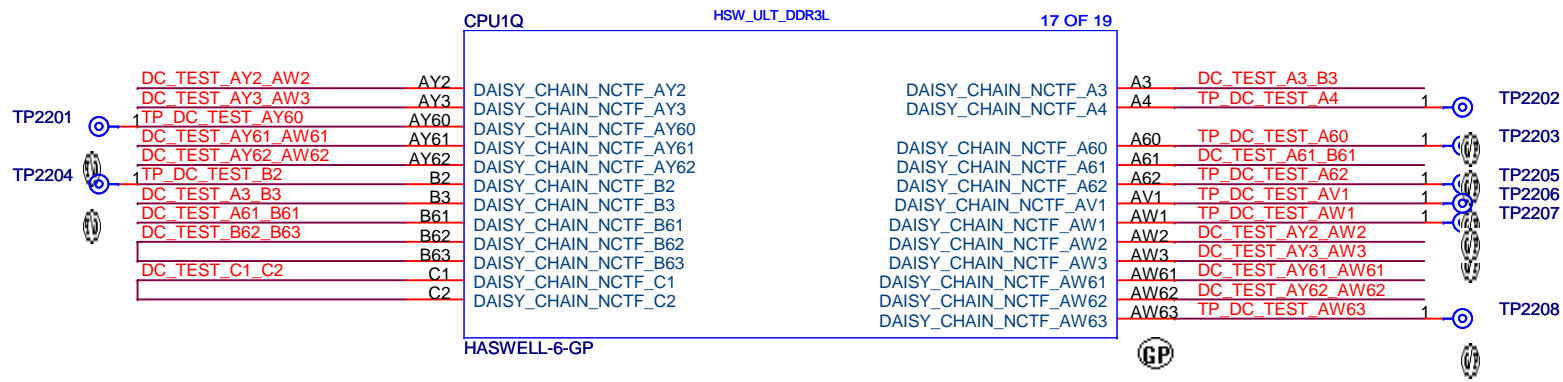 CPU1Q HSW_ULT_DDR3L 17 OF 19
DC_TEST_AY2_AW2 AY2 DAISY_CHAIN_NCTF_AY2
DC_TEST_AY3_AW3 AY3 DAISY_CHAIN_NCTF_AY3
TP2201 1 TP_DC_TEST_AY60 AY60 DAISY_CHAIN_NCTF_AY60
DC_TEST_AY61_AW61 AY61 DAISY_CHAIN_NCTF_AY61
DC_TEST_AY62_AW62 AY62 DAISY_CHAIN_NCTF_AY62
TP2204 1 TP_DC_TEST_B2 B2 DAISY_CHAIN_NCTF_B2
DC_TEST_A3_B3 B3 DAISY_CHAIN_NCTF_B3
DC_TEST_A61_B61 B61 DAISY_CHAIN_NCTF_B61
DC_TEST_B62_B63 B62 DAISY_CHAIN_NCTF_B62
B63 DAISY_CHAIN_NCTF_B63
DC_TEST_C1_C2 C1 DAISY_CHAIN_NCTF_C1
C2 DAISY_CHAIN_NCTF_C2
DAISY_CHAIN_NCTF_A3 A3 DC_TEST_A3_B3
DAISY_CHAIN_NCTF_A4 A4 TP_DC_TEST_A4 1 TP2202
DAISY_CHAIN_NCTF_A60 A60 TP_DC_TEST_A60 1 TP2203
DAISY_CHAIN_NCTF_A61 A61 DC_TEST_A61_B61
DAISY_CHAIN_NCTF_A62 A62 TP_DC_TEST_A62 1 TP2205
DAISY_CHAIN_NCTF_AV1 AV1 TP_DC_TEST_AV1 1 TP2206
DAISY_CHAIN_NCTF_AW1 AW1 TP_DC_TEST_AW1 1 TP2207
DAISY_CHAIN_NCTF_AW2 AW2 DC_TEST_AY2_AW2
DAISY_CHAIN_NCTF_AW3 AW3 DC_TEST_AY3_AW3
DAISY_CHAIN_NCTF_AW61 AW61 DC_TEST_AY61_AW61
DAISY_CHAIN_NCTF_AW62 AW62 DC_TEST_AY62_AW62
DAISY_CHAIN_NCTF_AW63 AW63 TP_DC_TEST_AW63 1 TP2208
HASWELL-6-GP GP